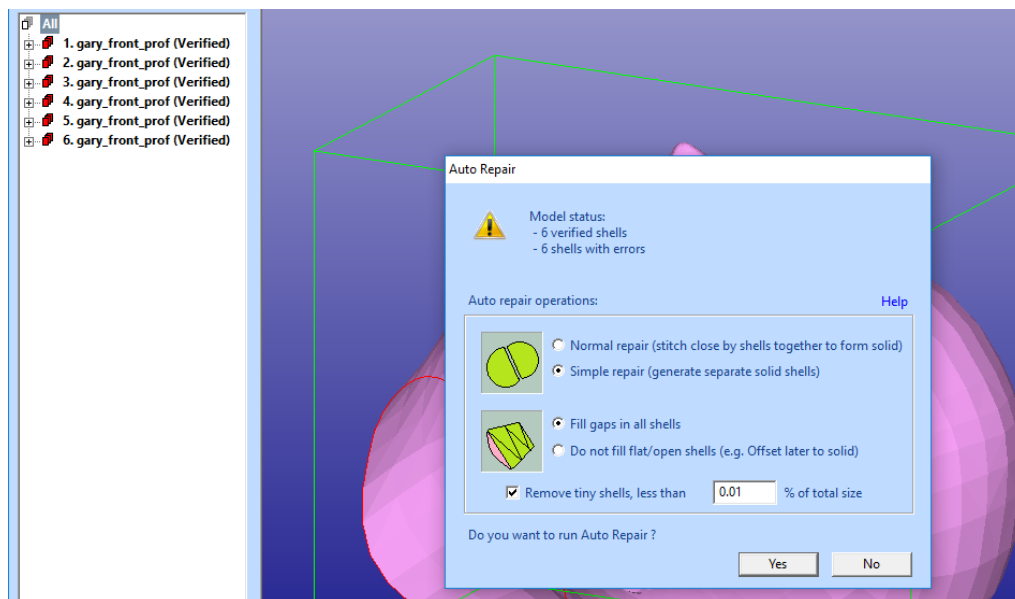 All
1. gary_front_prof (Verified)
2. gary_front_prof (Verified)
3. gary_front_prof (Verified)
4. gary_front_prof (Verified)
5. gary_front_prof (Verified)
6. gary_front_prof (Verified)
Auto Repair
Model status:
- 6 verified shells
- 6 shells with errors
Auto repair operations:
Help
Normal repair (stitch close by shells together to form solid)
Simple repair (generate separate solid shells)
Fill gaps in all shells
Do not fill flat/open shells (e.g. Offset later to solid)
Remove tiny shells, less than 0.01 % of total size
Do you want to run Auto Repair ?
Yes No